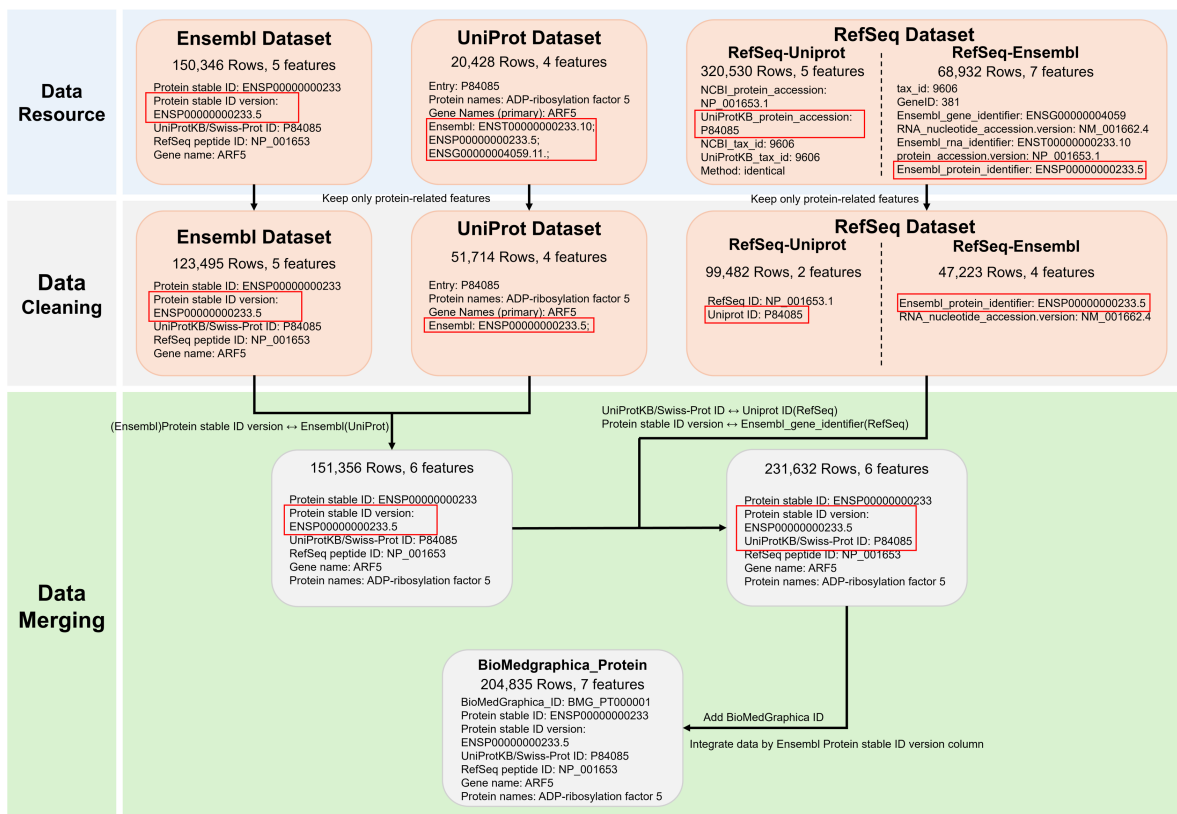 Data
Resource
Ensembl Dataset
150,346 Rows, 5 features
Protein stable ID: ENSP00000000233
Protein stable ID version:
ENSP00000000233.5
UniProtKB/Swiss-Prot ID: P84085
RefSeq peptide ID: NP_001653
Gene name: ARF5
UniProt Dataset
20,428 Rows, 4 features
Entry: P84085
Protein names: ADP-ribosylation factor 5
Gene Names (primary): ARF5
Ensembl: ENST00000000233.10;
ENSP00000000233.5;
ENSG00000004059.11.;
RefSeq Dataset
RefSeq-Uniprot
320,530 Rows, 5 features
NCBI_protein_accession:
NP_001653.1
UniProtKB_protein_accession:
P84085
NCBI_tax_id: 9606
UniProtKB_tax_id: 9606
Method: identical
RefSeq-Ensembl
68,932 Rows, 7 features
tax_id: 9606
GeneID: 381
Ensembl_gene_identifier: ENSG00000004059
RNA_nucleotide_accession.version: NM_001662.4
Ensembl_rna_identifier: ENST00000000233.10
protein_accession.version: NP_001653.1
Ensembl_protein_identifier: ENSP00000000233.5
Keep only protein-related features
Keep only protein-related features
Data
Cleaning
Ensembl Dataset
123,495 Rows, 5 features
Protein stable ID: ENSP00000000233
Protein stable ID version:
ENSP00000000233.5
UniProtKB/Swiss-Prot ID: P84085
RefSeq peptide ID: NP_001653
Gene name: ARF5
UniProt Dataset
51,714 Rows, 4 features
Entry: P84085
Protein names: ADP-ribosylation factor 5
Gene Names (primary): ARF5
Ensembl: ENSP00000000233.5;
RefSeq Dataset
RefSeq-Uniprot
99,482 Rows, 2 features
RefSeq ID: NP_001653.1
Uniprot ID: P84085
RefSeq-Ensembl
47,223 Rows, 4 features
Ensembl_protein_identifier: ENSP00000000233.5
RNA_nucleotide_accession.version: NM_001662.4
Data
Merging
(Ensembl)Protein stable ID version ↔ Ensembl(UniProt)
UniProtKB/Swiss-Prot ID ↔ Uniprot ID(RefSeq)
Protein stable ID version ↔ Ensembl_gene_identifier(RefSeq)
151,356 Rows, 6 features
Protein stable ID: ENSP00000000233
Protein stable ID version:
ENSP00000000233.5
UniProtKB/Swiss-Prot ID: P84085
RefSeq peptide ID: NP_001653
Gene name: ARF5
Protein names: ADP-ribosylation factor 5
231,632 Rows, 6 features
Protein stable ID: ENSP00000000233
Protein stable ID version:
ENSP00000000233.5
UniProtKB/Swiss-Prot ID: P84085
RefSeq peptide ID: NP_001653
Gene name: ARF5
Protein names: ADP-ribosylation factor 5
BioMedgraphica_Protein
204,835 Rows, 7 features
BioMedGraphica_ID: BMG_PT000001
Protein stable ID: ENSP00000000233
Protein stable ID version:
ENSP00000000233.5
UniProtKB/Swiss-Prot ID: P84085
RefSeq peptide ID: NP_001653
Gene name: ARF5
Protein names: ADP-ribosylation factor 5
Add BioMedGraphica ID
Integrate data by Ensembl Protein stable ID version column